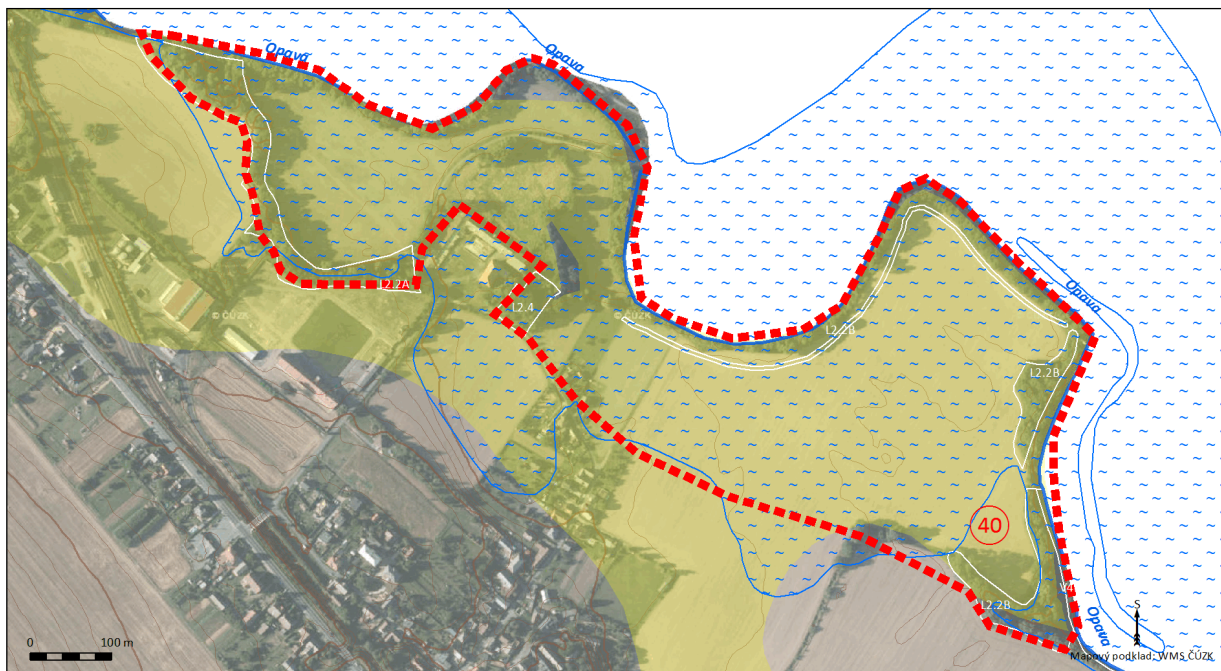 Opava
Opava
L2.2A
© ČÚZK
L2.4
© ČÚZK
L2.2B
Opava
L2.2B
40
V4
L2.2B
Opava
S
0 100 m
Mapový podklad: WMS ČÚZK